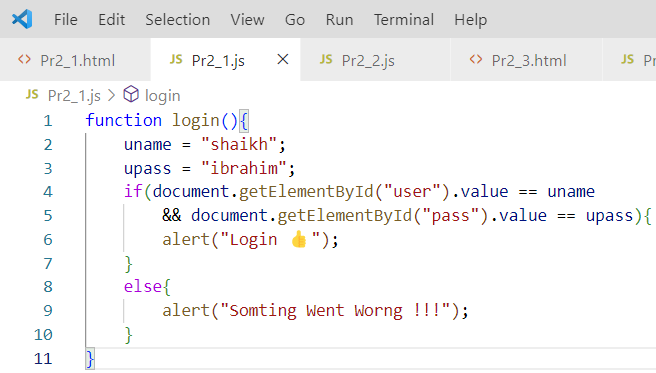 File Edit Selection View Go Run Terminal Help
<> Pr2_1.html JS Pr2_1.js × JS Pr2_2.js <> Pr2_3.html JS Pr
JS Pr2_1.js > login
1 function login(){
2 uname = "shaikh";
3 upass = "ibrahim";
4 if(document.getElementById("user").value == uname
5 && document.getElementById("pass").value == upass){
6 alert("Login 👍");
7 }
8 else{
9 alert("Somting Went Worng !!!");
10 }
11 }